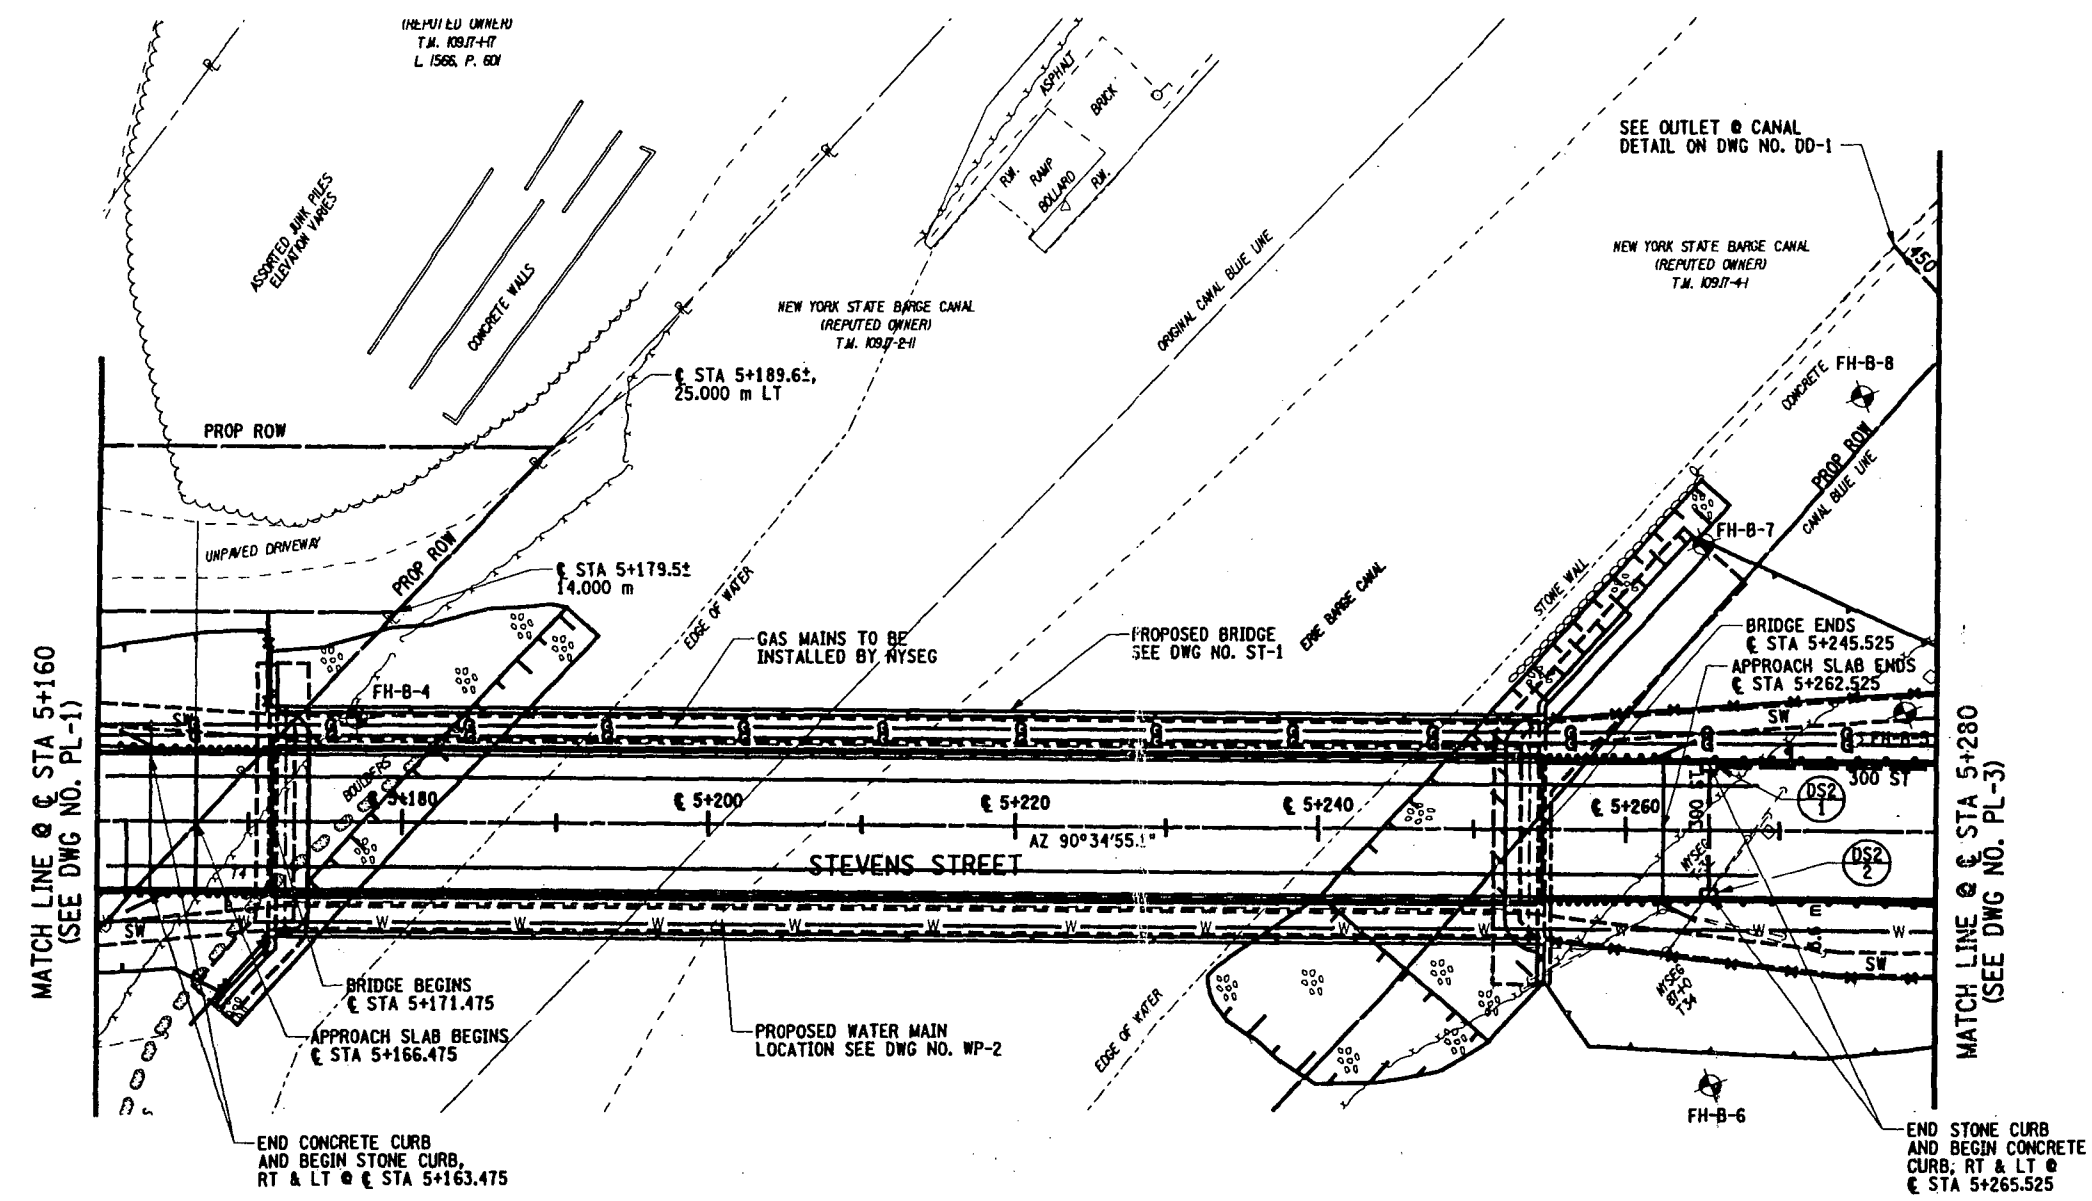 (REPUTED OWNER)
T.M. 109.17-1-17
L. 1566, P. 601
ASPHALT
BRICK
R.W.
RAMP
BOLLARD
R.W.
SEE OUTLET @ CANAL
DETAIL ON DWG NO. DD-1
ASSORTED JUNK PILES
ELEVATION VARIES
CONCRETE WALLS
NEW YORK STATE BARGE CANAL
(REPUTED OWNER)
T.M. 109.17-2-11
ORIGINAL CANAL BLUE LINE
NEW YORK STATE BARGE CANAL
(REPUTED OWNER)
T.M. 109.17-4-1
450
℄ STA 5+189.6±,
25.000 m LT
CONCRETE
FH-B-8
PROP ROW
PROP ROW
CANAL BLUE LINE
UNPAVED DRIVEWAY
PROP ROW
℄ STA 5+179.5±
14.000 m
EDGE OF WATER
GAS MAINS TO BE
INSTALLED BY NYSEG
PROPOSED BRIDGE
SEE DWG NO. ST-1
ERIE BARGE CANAL
STONE WALL
FH-B-7
BRIDGE ENDS
℄ STA 5+245.525
APPROACH SLAB ENDS
℄ STA 5+262.525
MATCH LINE @ ℄ STA 5+160
(SEE DWG NO. PL-1)
FH-B-4
SW
G G G G G G G G G G G G
SW
FH-B-5
300 ST
BOULDERS
℄ 5+180
℄ 5+200
℄ 5+220
℄ 5+240
℄ 5+260
300 ST
DS2
1
AZ 90°34'55.1"
STEVENS STREET
NYSEG
DS2
2
SW
W W W W W W W W W W W
E
6.6
SW
NYSEG
8T+0
T34
MATCH LINE @ ℄ STA 5+280
(SEE DWG NO. PL-3)
BRIDGE BEGINS
℄ STA 5+171.475
APPROACH SLAB BEGINS
℄ STA 5+166.475
PROPOSED WATER MAIN
LOCATION SEE DWG NO. WP-2
EDGE OF WATER
FH-B-6
END CONCRETE CURB
AND BEGIN STONE CURB,
RT & LT @ ℄ STA 5+163.475
END STONE CURB
AND BEGIN CONCRETE
CURB; RT & LT @
℄ STA 5+265.525